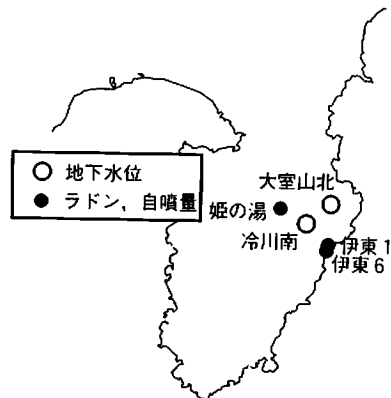 地下水位
ラドン，自噴量
大室山北
姫の湯
冷川南
伊東1
伊東6